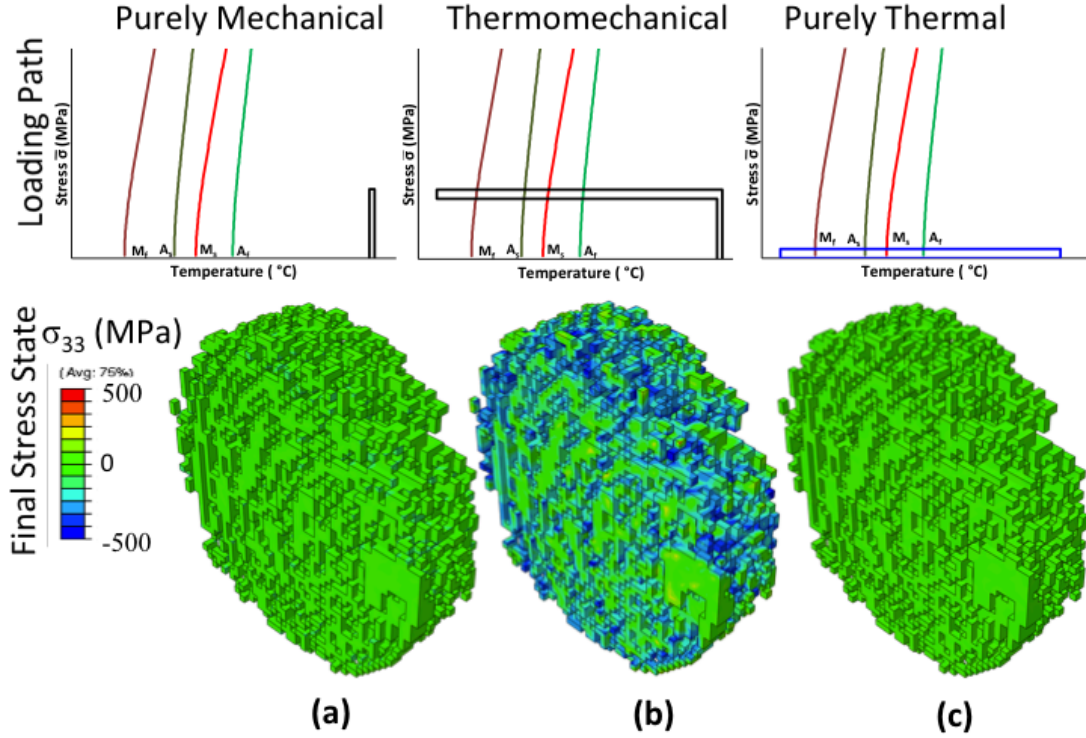 Purely Mechanical
Thermomechanical
Purely Thermal
Loading Path
Stress σ̅ (MPa)
Mf As Ms Af
Temperature ( °C)
Stress σ̅ (MPa)
Mf As Ms Af
Temperature ( °C)
Stress σ̅ (MPa)
Mf As Ms Af
Temperature ( °C)
Final Stress State
σ33 (MPa)
(Avg: 75%)
500
0
-500
(a)
(b)
(c)